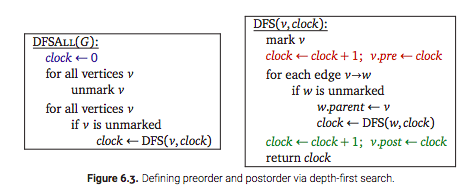 DFSALL(G):
clock ← 0
for all vertices v
unmark v
for all vertices v
if v is unmarked
clock ← DFS(v, clock)
DFS(v, clock):
mark v
clock ← clock + 1; v.pre ← clock
for each edge v→w
if w is unmarked
w.parent ← v
clock ← DFS(w, clock)
clock ← clock + 1; v.post ← clock
return clock
Figure 6.3. Defining preorder and postorder via depth-first search.